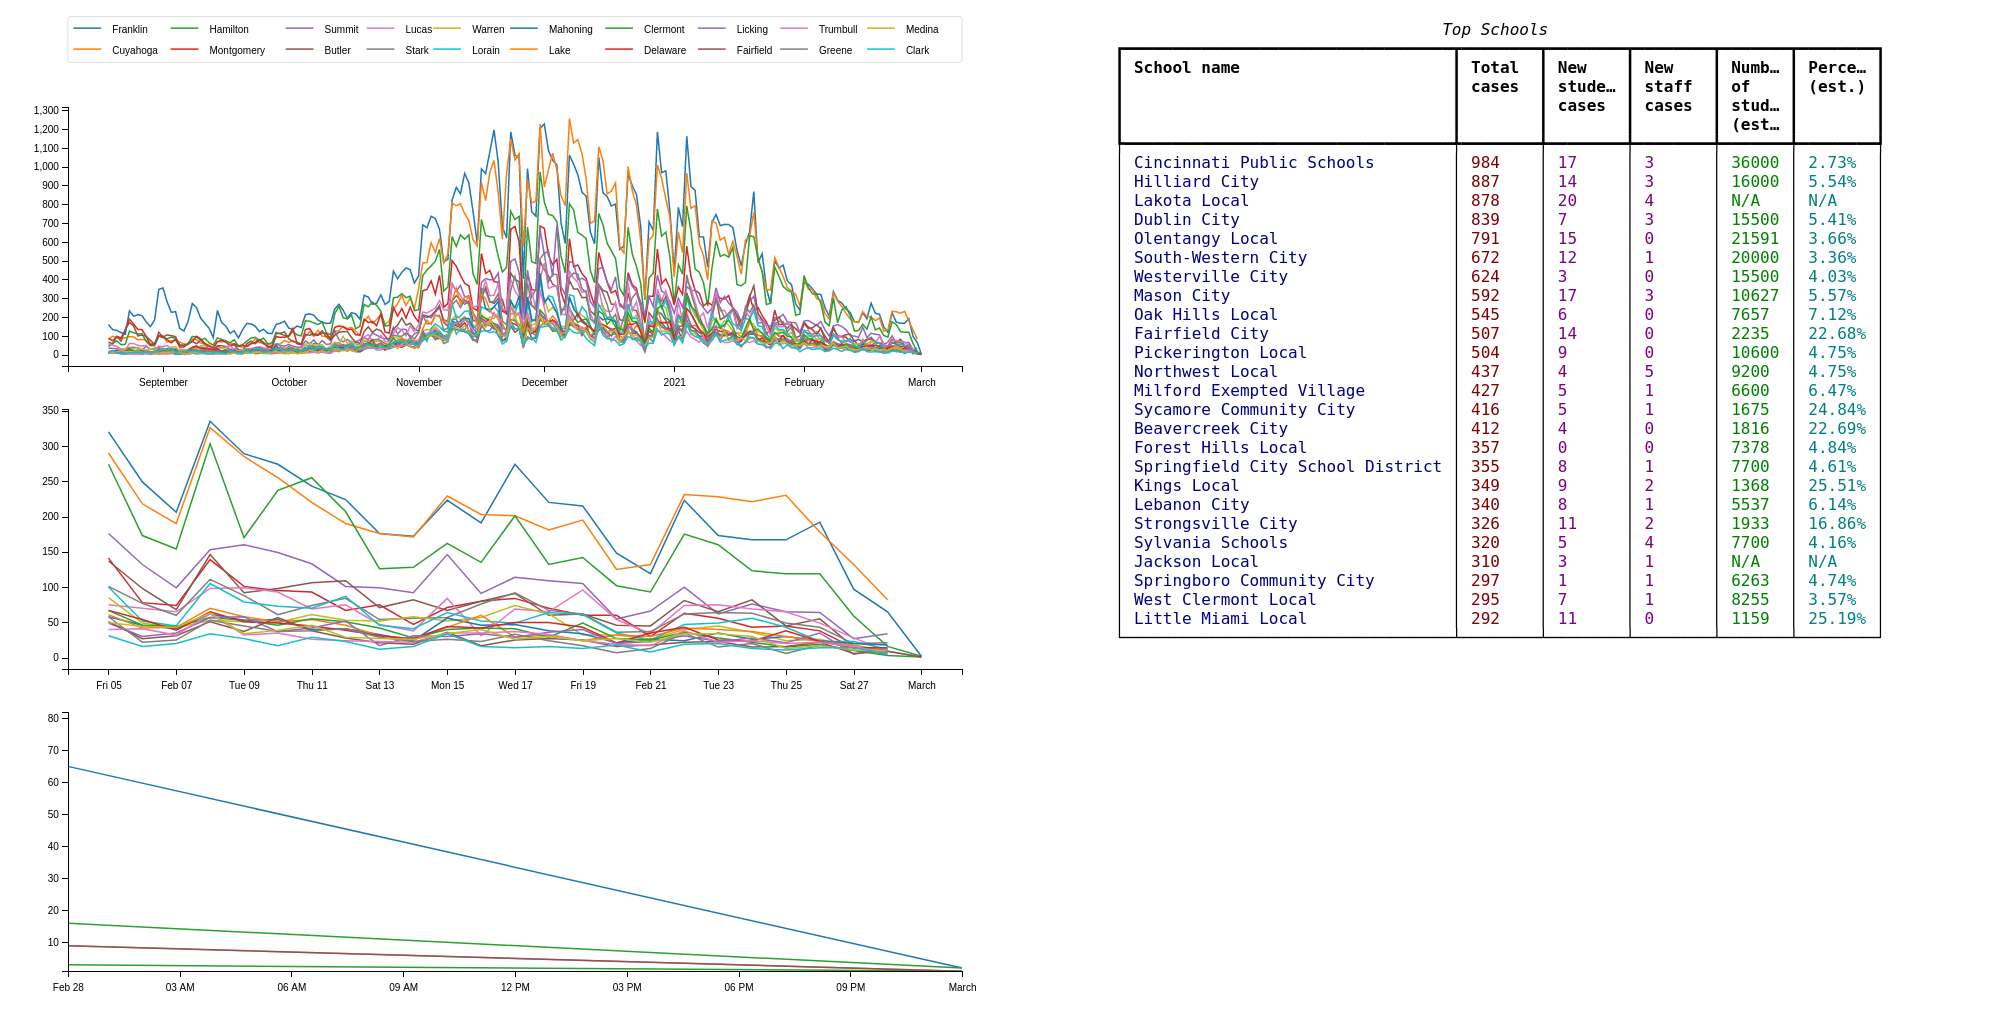 Franklin Hamilton Summit Lucas Warren Mahoning Clermont Licking Trumbull Medina
Cuyahoga Montgomery Butler Stark Lorain Lake Delaware Fairfield Greene Clark
1,300
1,200
1,100
1,000
900
800
700
600
500
400
300
200
100
0
September October November December 2021 February March
350
300
250
200
150
100
50
0
Fri 05 Feb 07 Tue 09 Thu 11 Sat 13 Mon 15 Wed 17 Fri 19 Feb 21 Tue 23 Thu 25 Sat 27 March
80
70
60
50
40
30
20
10
Feb 28 03 AM 06 AM 09 AM 12 PM 03 PM 06 PM 09 PM March
Top Schools
School name Total New New Numb… Perce…
cases stude… staff of (est.)
cases cases stud…
(est…
Cincinnati Public Schools 984 17 3 36000 2.73%
Hilliard City 887 14 3 16000 5.54%
Lakota Local 878 20 4 N/A N/A
Dublin City 839 7 3 15500 5.41%
Olentangy Local 791 15 0 21591 3.66%
South-Western City 672 12 1 20000 3.36%
Westerville City 624 3 0 15500 4.03%
Mason City 592 17 3 10627 5.57%
Oak Hills Local 545 6 0 7657 7.12%
Fairfield City 507 14 0 2235 22.68%
Pickerington Local 504 9 0 10600 4.75%
Northwest Local 437 4 5 9200 4.75%
Milford Exempted Village 427 5 1 6600 6.47%
Sycamore Community City 416 5 1 1675 24.84%
Beavercreek City 412 4 0 1816 22.69%
Forest Hills Local 357 0 0 7378 4.84%
Springfield City School District 355 8 1 7700 4.61%
Kings Local 349 9 2 1368 25.51%
Lebanon City 340 8 1 5537 6.14%
Strongsville City 326 11 2 1933 16.86%
Sylvania Schools 320 5 4 7700 4.16%
Jackson Local 310 3 1 N/A N/A
Springboro Community City 297 1 1 6263 4.74%
West Clermont Local 295 7 1 8255 3.57%
Little Miami Local 292 11 0 1159 25.19%